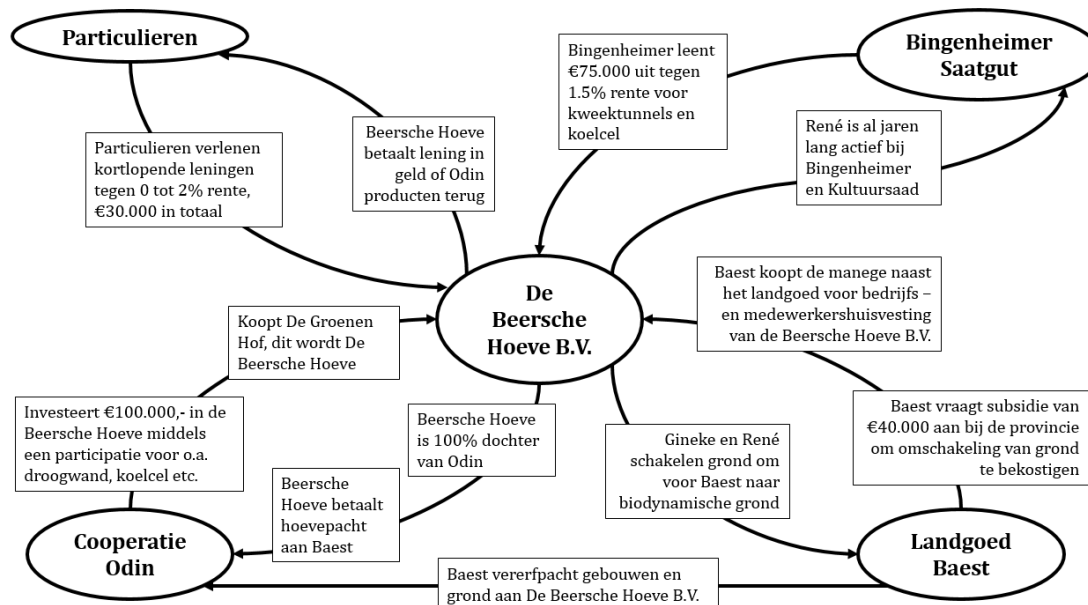 Particulieren
Bingenheimer
Saatgut
Bingenheimer leent
€75.000 uit tegen
1.5% rente voor
kweektunnels en
koelcel
Particulieren verlenen
kortlopende leningen
tegen 0 tot 2% rente,
€30.000 in totaal
Beersche Hoeve
betaalt lening in
geld of Odin
producten terug
René is al jaren
lang actief bij
Bingenheimer
en Kultuursaad
De
Beersche
Hoeve B.V.
Baest koopt de manege naast
het landgoed voor bedrijfs –
en medewerkershuisvesting
van de Beersche Hoeve B.V.
Koopt De Groenen
Hof, dit wordt De
Beersche Hoeve
Investeert €100.000,- in de
Beersche Hoeve middels
een participatie voor o.a.
droogwand, koelcel etc.
Beersche Hoeve
is 100% dochter
van Odin
Gineke en René
schakelen grond om
voor Baest naar
biodynamische grond
Baest vraagt subsidie van
€40.000 aan bij de provincie
om omschakeling van grond
te bekostigen
Beersche
Hoeve betaalt
hoevepacht
aan Baest
Cooperatie
Odin
Landgoed
Baest
Baest vererfpacht gebouwen en
grond aan De Beersche Hoeve B.V.